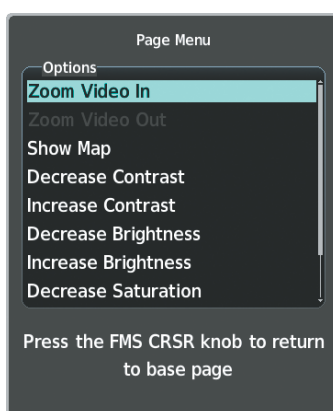 Page Menu
Options
Zoom Video In
Zoom Video Out
Show Map
Decrease Contrast
Increase Contrast
Decrease Brightness
Increase Brightness
Decrease Saturation
Press the FMS CRSR knob to return
to base page